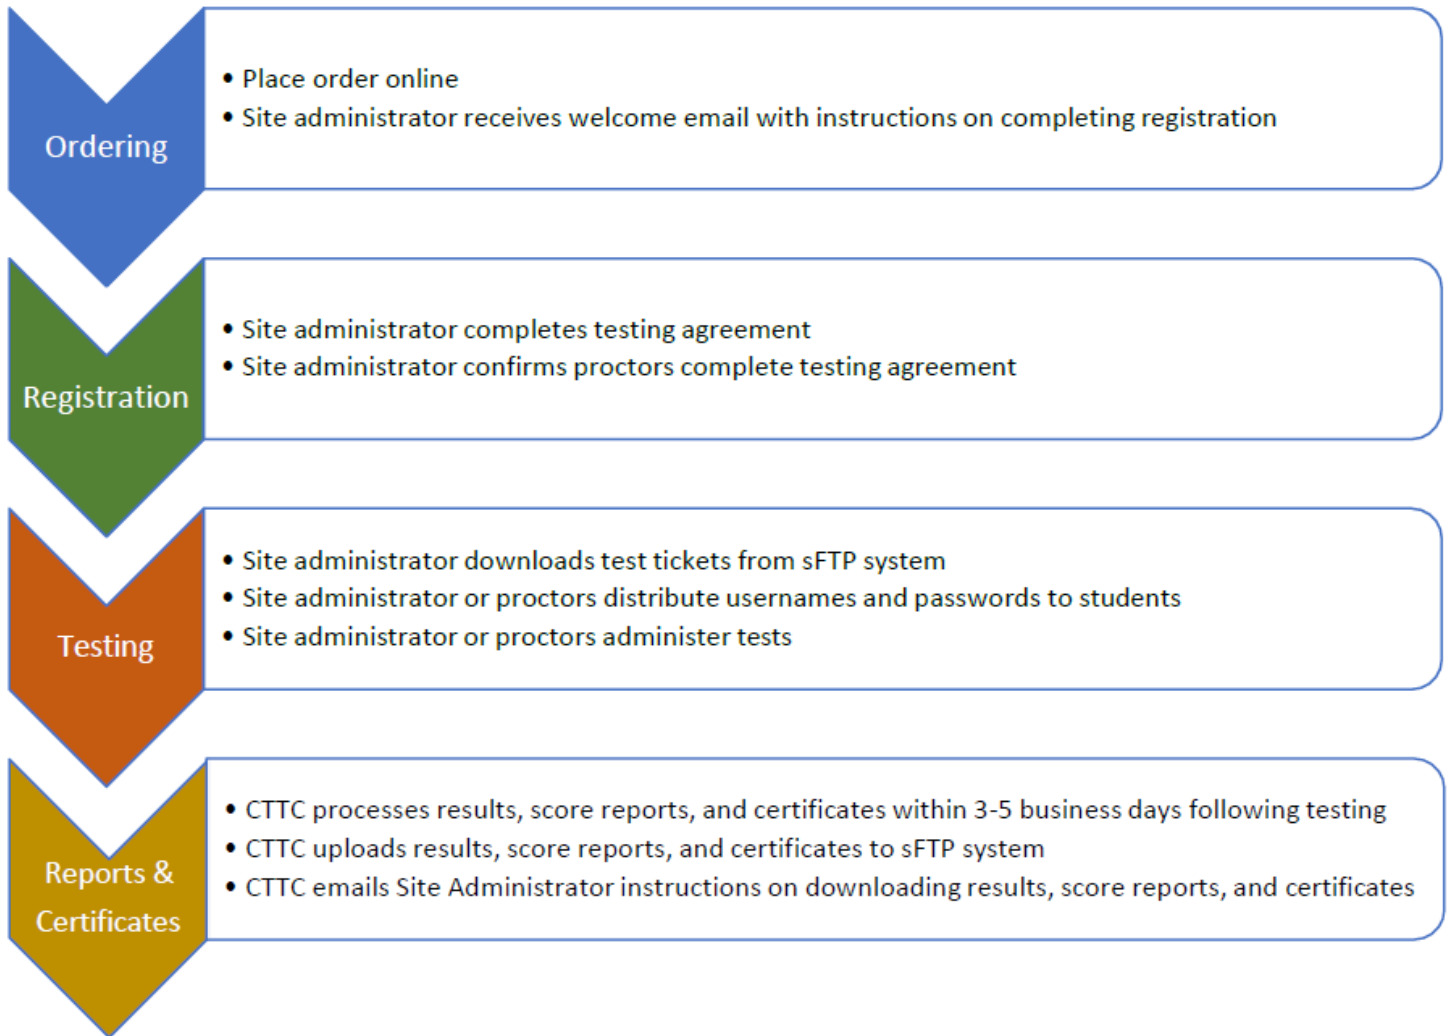 Ordering
• Place order online
• Site administrator receives welcome email with instructions on completing registration
Registration
• Site administrator completes testing agreement
• Site administrator confirms proctors complete testing agreement
Testing
• Site administrator downloads test tickets from sFTP system
• Site administrator or proctors distribute usernames and passwords to students
• Site administrator or proctors administer tests
Reports &
Certificates
• CTTC processes results, score reports, and certificates within 3-5 business days following testing
• CTTC uploads results, score reports, and certificates to sFTP system
• CTTC emails Site Administrator instructions on downloading results, score reports, and certificates